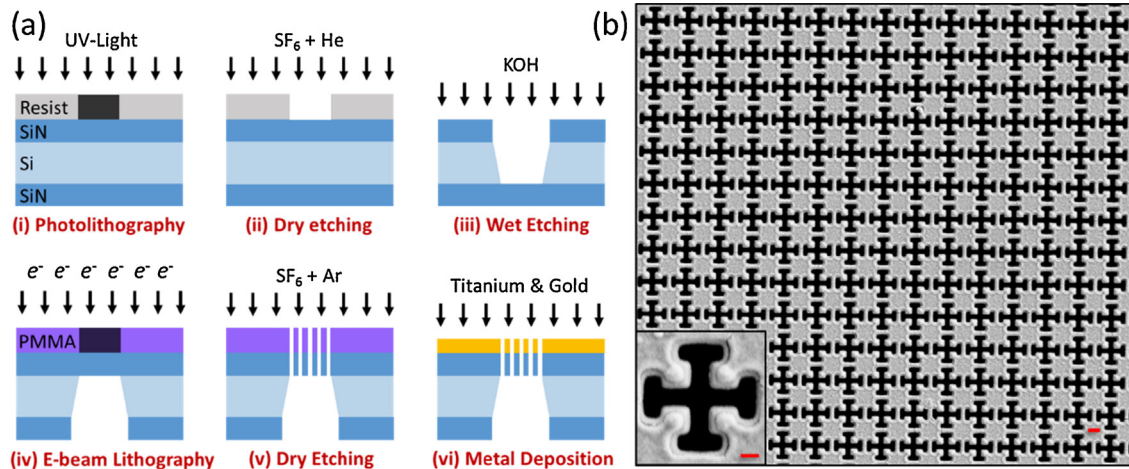 (a)
UV-Light
Resist
SiN
Si
SiN
(i) Photolithography
SF₆ + He
(ii) Dry etching
KOH
(iii) Wet Etching
e⁻ e⁻ e⁻ e⁻ e⁻ e⁻
PMMA
(iv) E-beam Lithography
SF₆ + Ar
(v) Dry Etching
Titanium & Gold
(vi) Metal Deposition
(b)